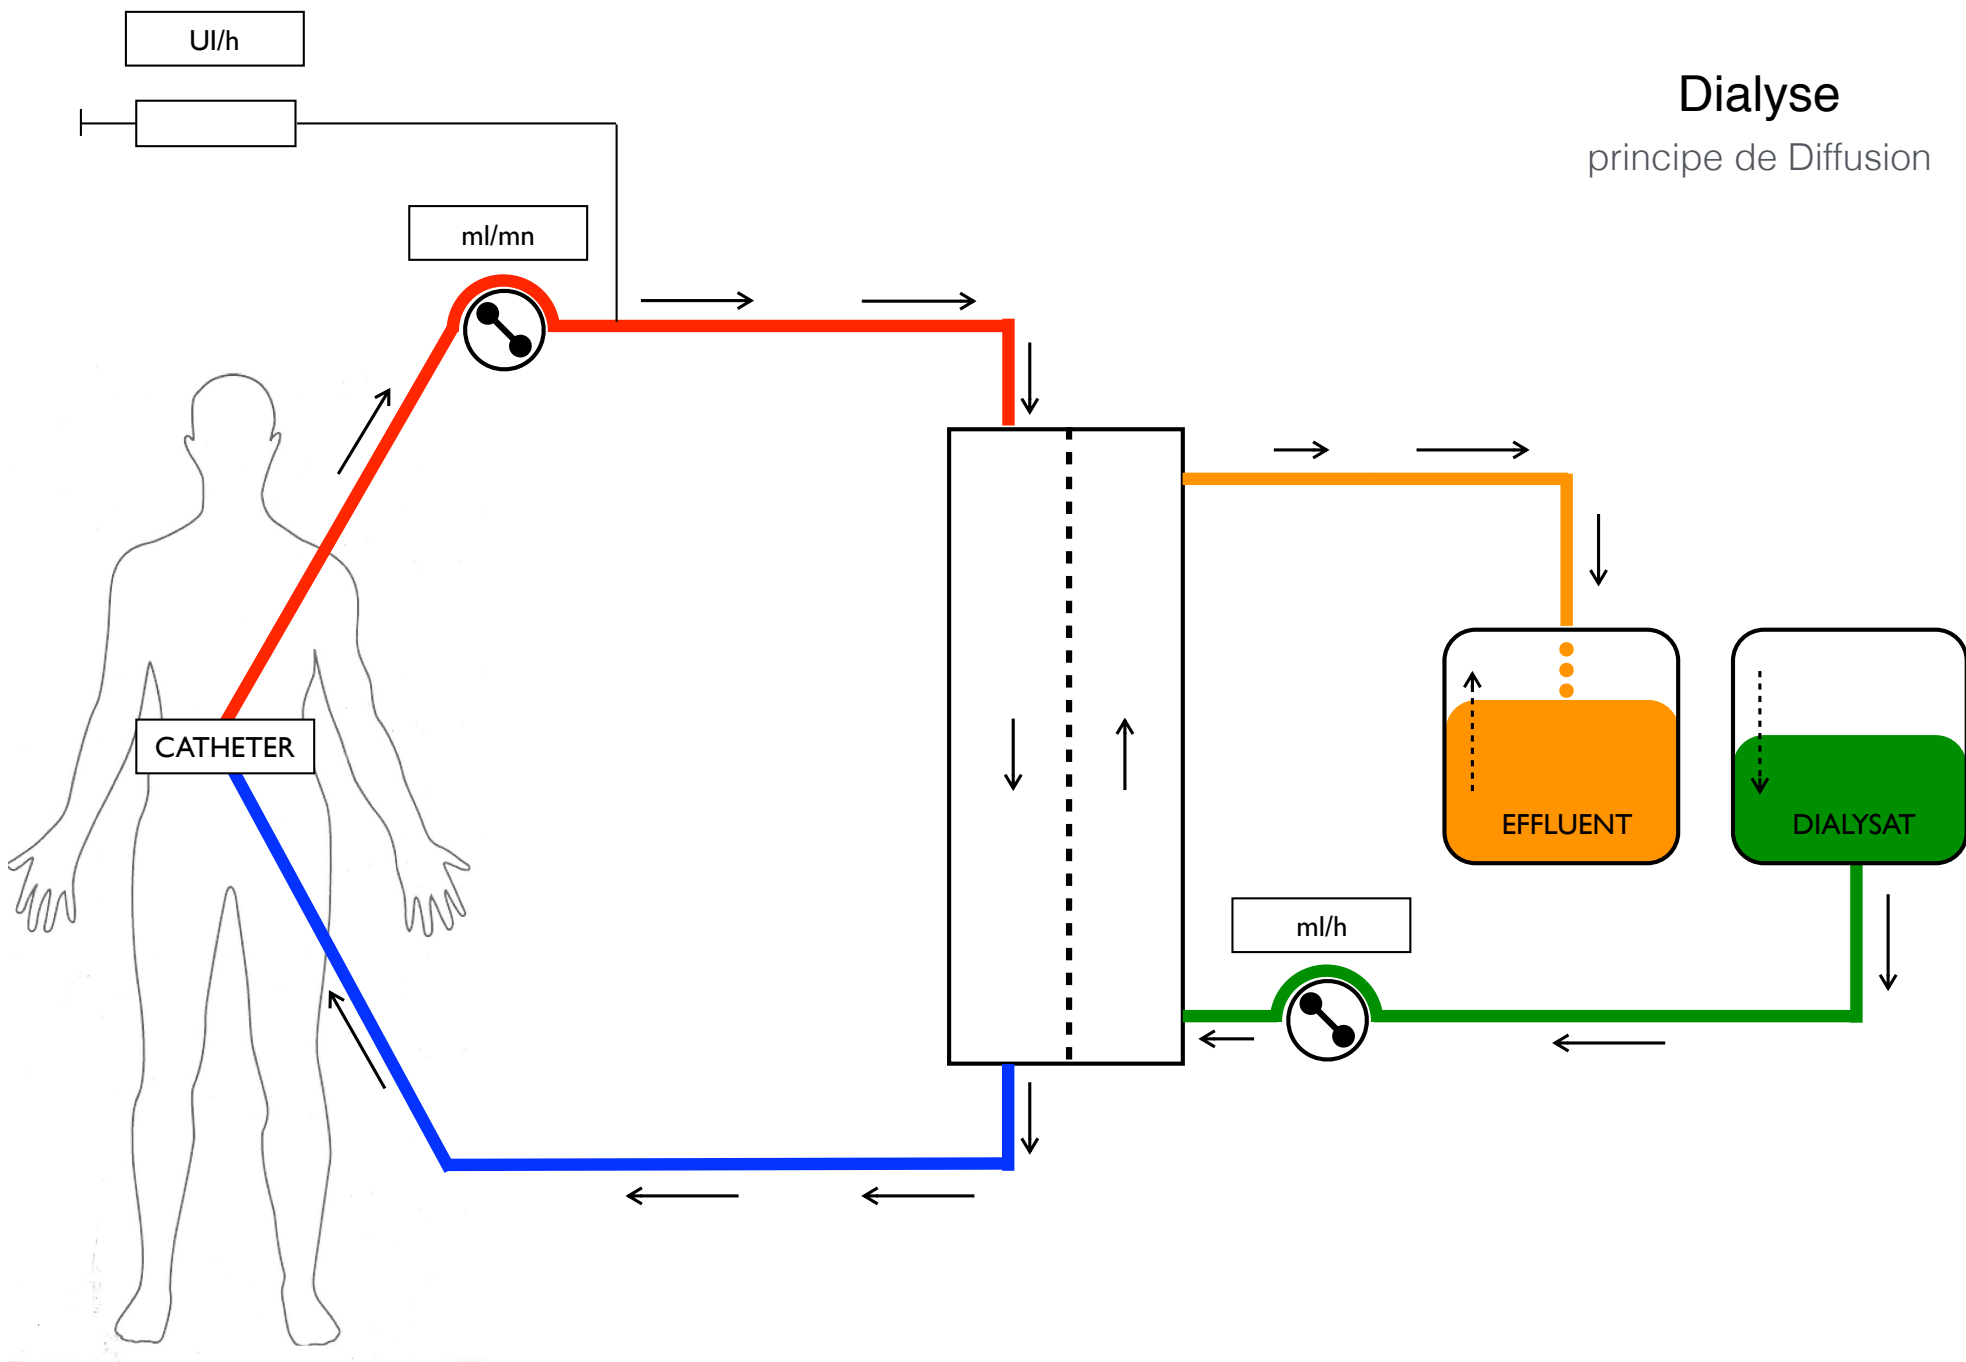 UI/h
Dialyse
principe de Diffusion
ml/mn
CATHETER
EFFLUENT
DIALYSAT
ml/h